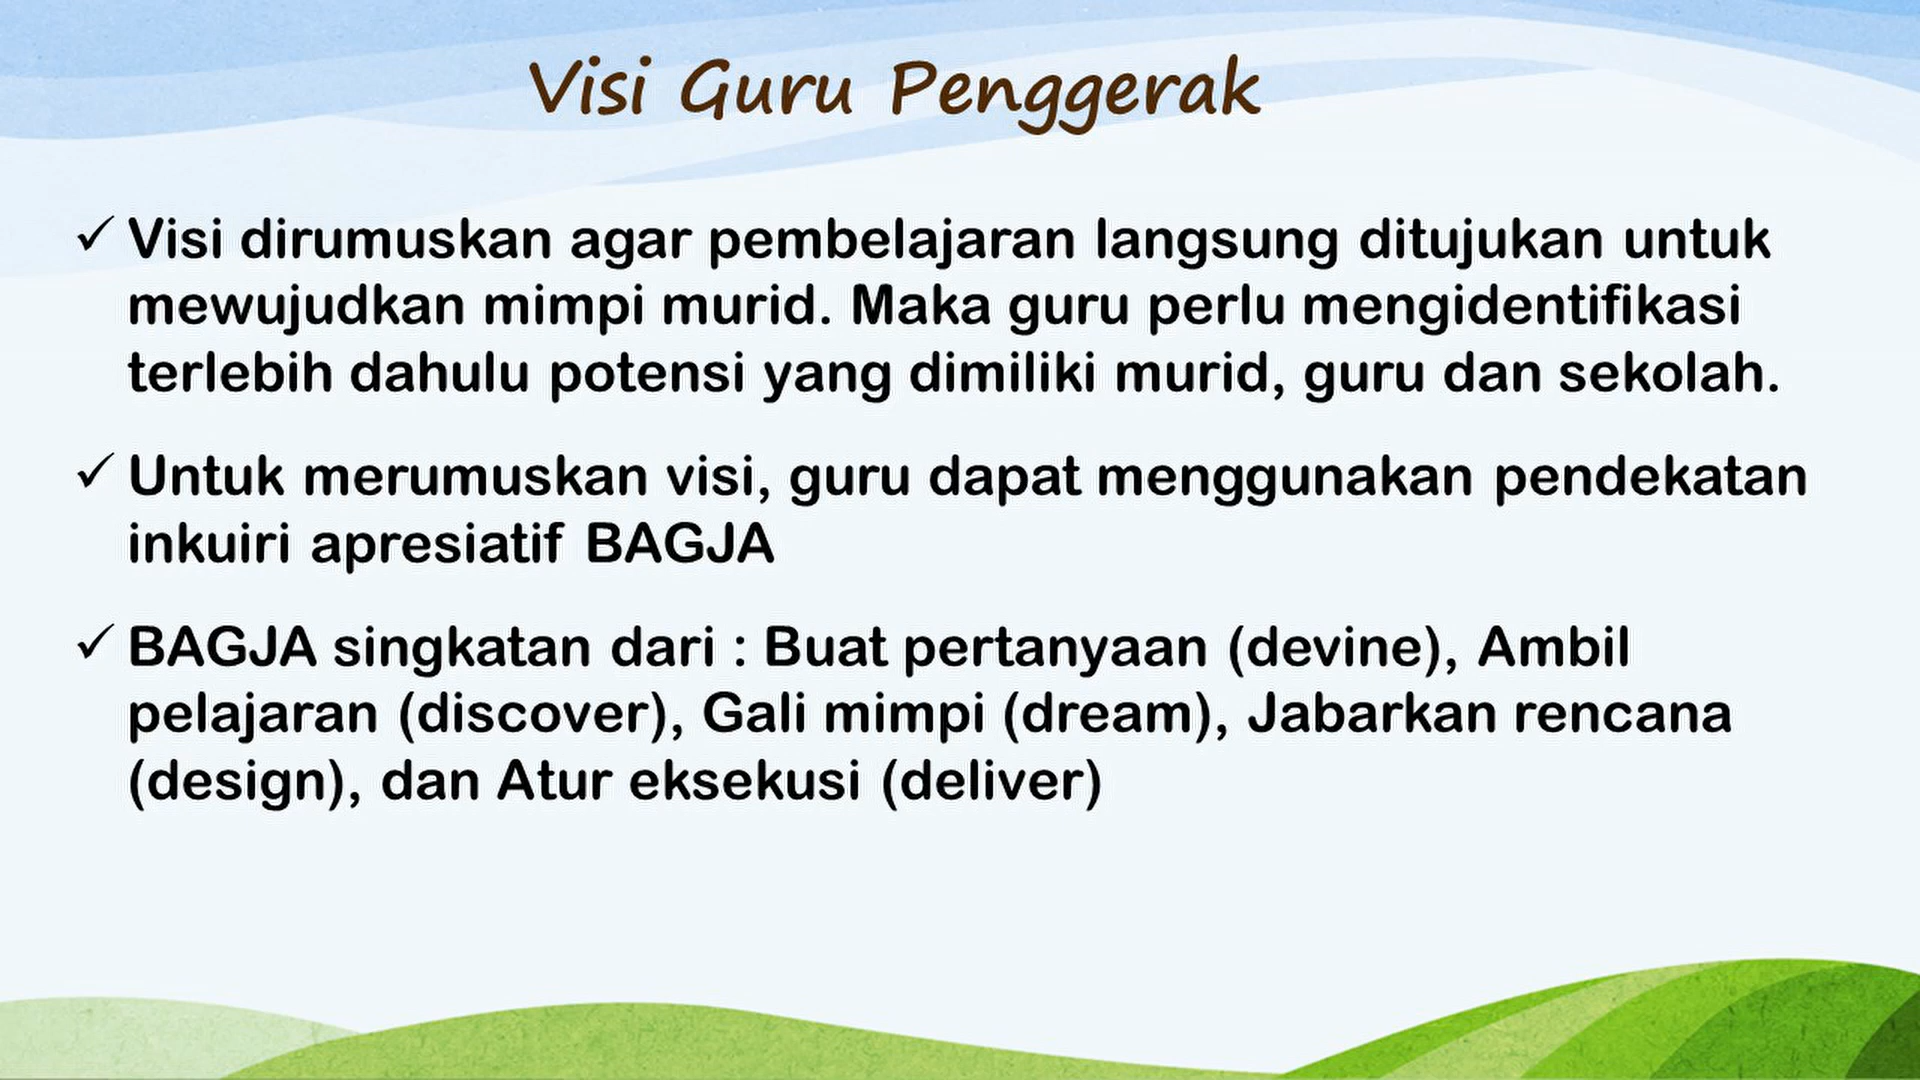 Visi Guru Penggerak
✓ Visi dirumuskan agar pembelajaran langsung ditujukan untuk
mewujudkan mimpi murid. Maka guru perlu mengidentifikasi
terlebih dahulu potensi yang dimiliki murid, guru dan sekolah.
✓ Untuk merumuskan visi, guru dapat menggunakan pendekatan
inkuiri apresiatif BAGJA
✓ BAGJA singkatan dari : Buat pertanyaan (devine), Ambil
pelajaran (discover), Gali mimpi (dream), Jabarkan rencana
(design), dan Atur eksekusi (deliver)